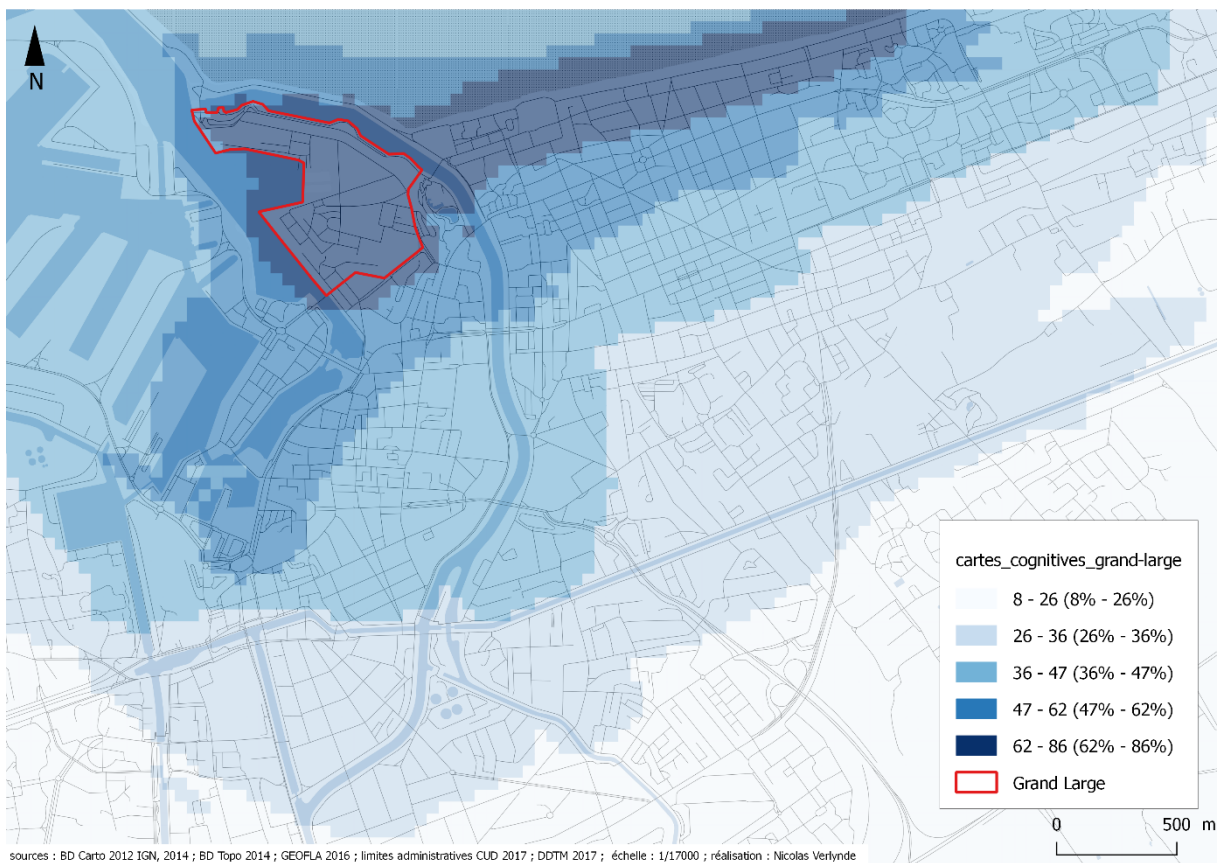 N
cartes_cognitives_grand-large
8 - 26 (8% - 26%)
26 - 36 (26% - 36%)
36 - 47 (36% - 47%)
47 - 62 (47% - 62%)
62 - 86 (62% - 86%)
Grand Large
0 500 m
sources : BD Carto 2012 IGN, 2014 ; BD Topo 2014 ; GEOFLA 2016 ; limites administratives CUD 2017 ; DDTM 2017 ; échelle : 1/17000 ; réalisation : Nicolas Verlynde